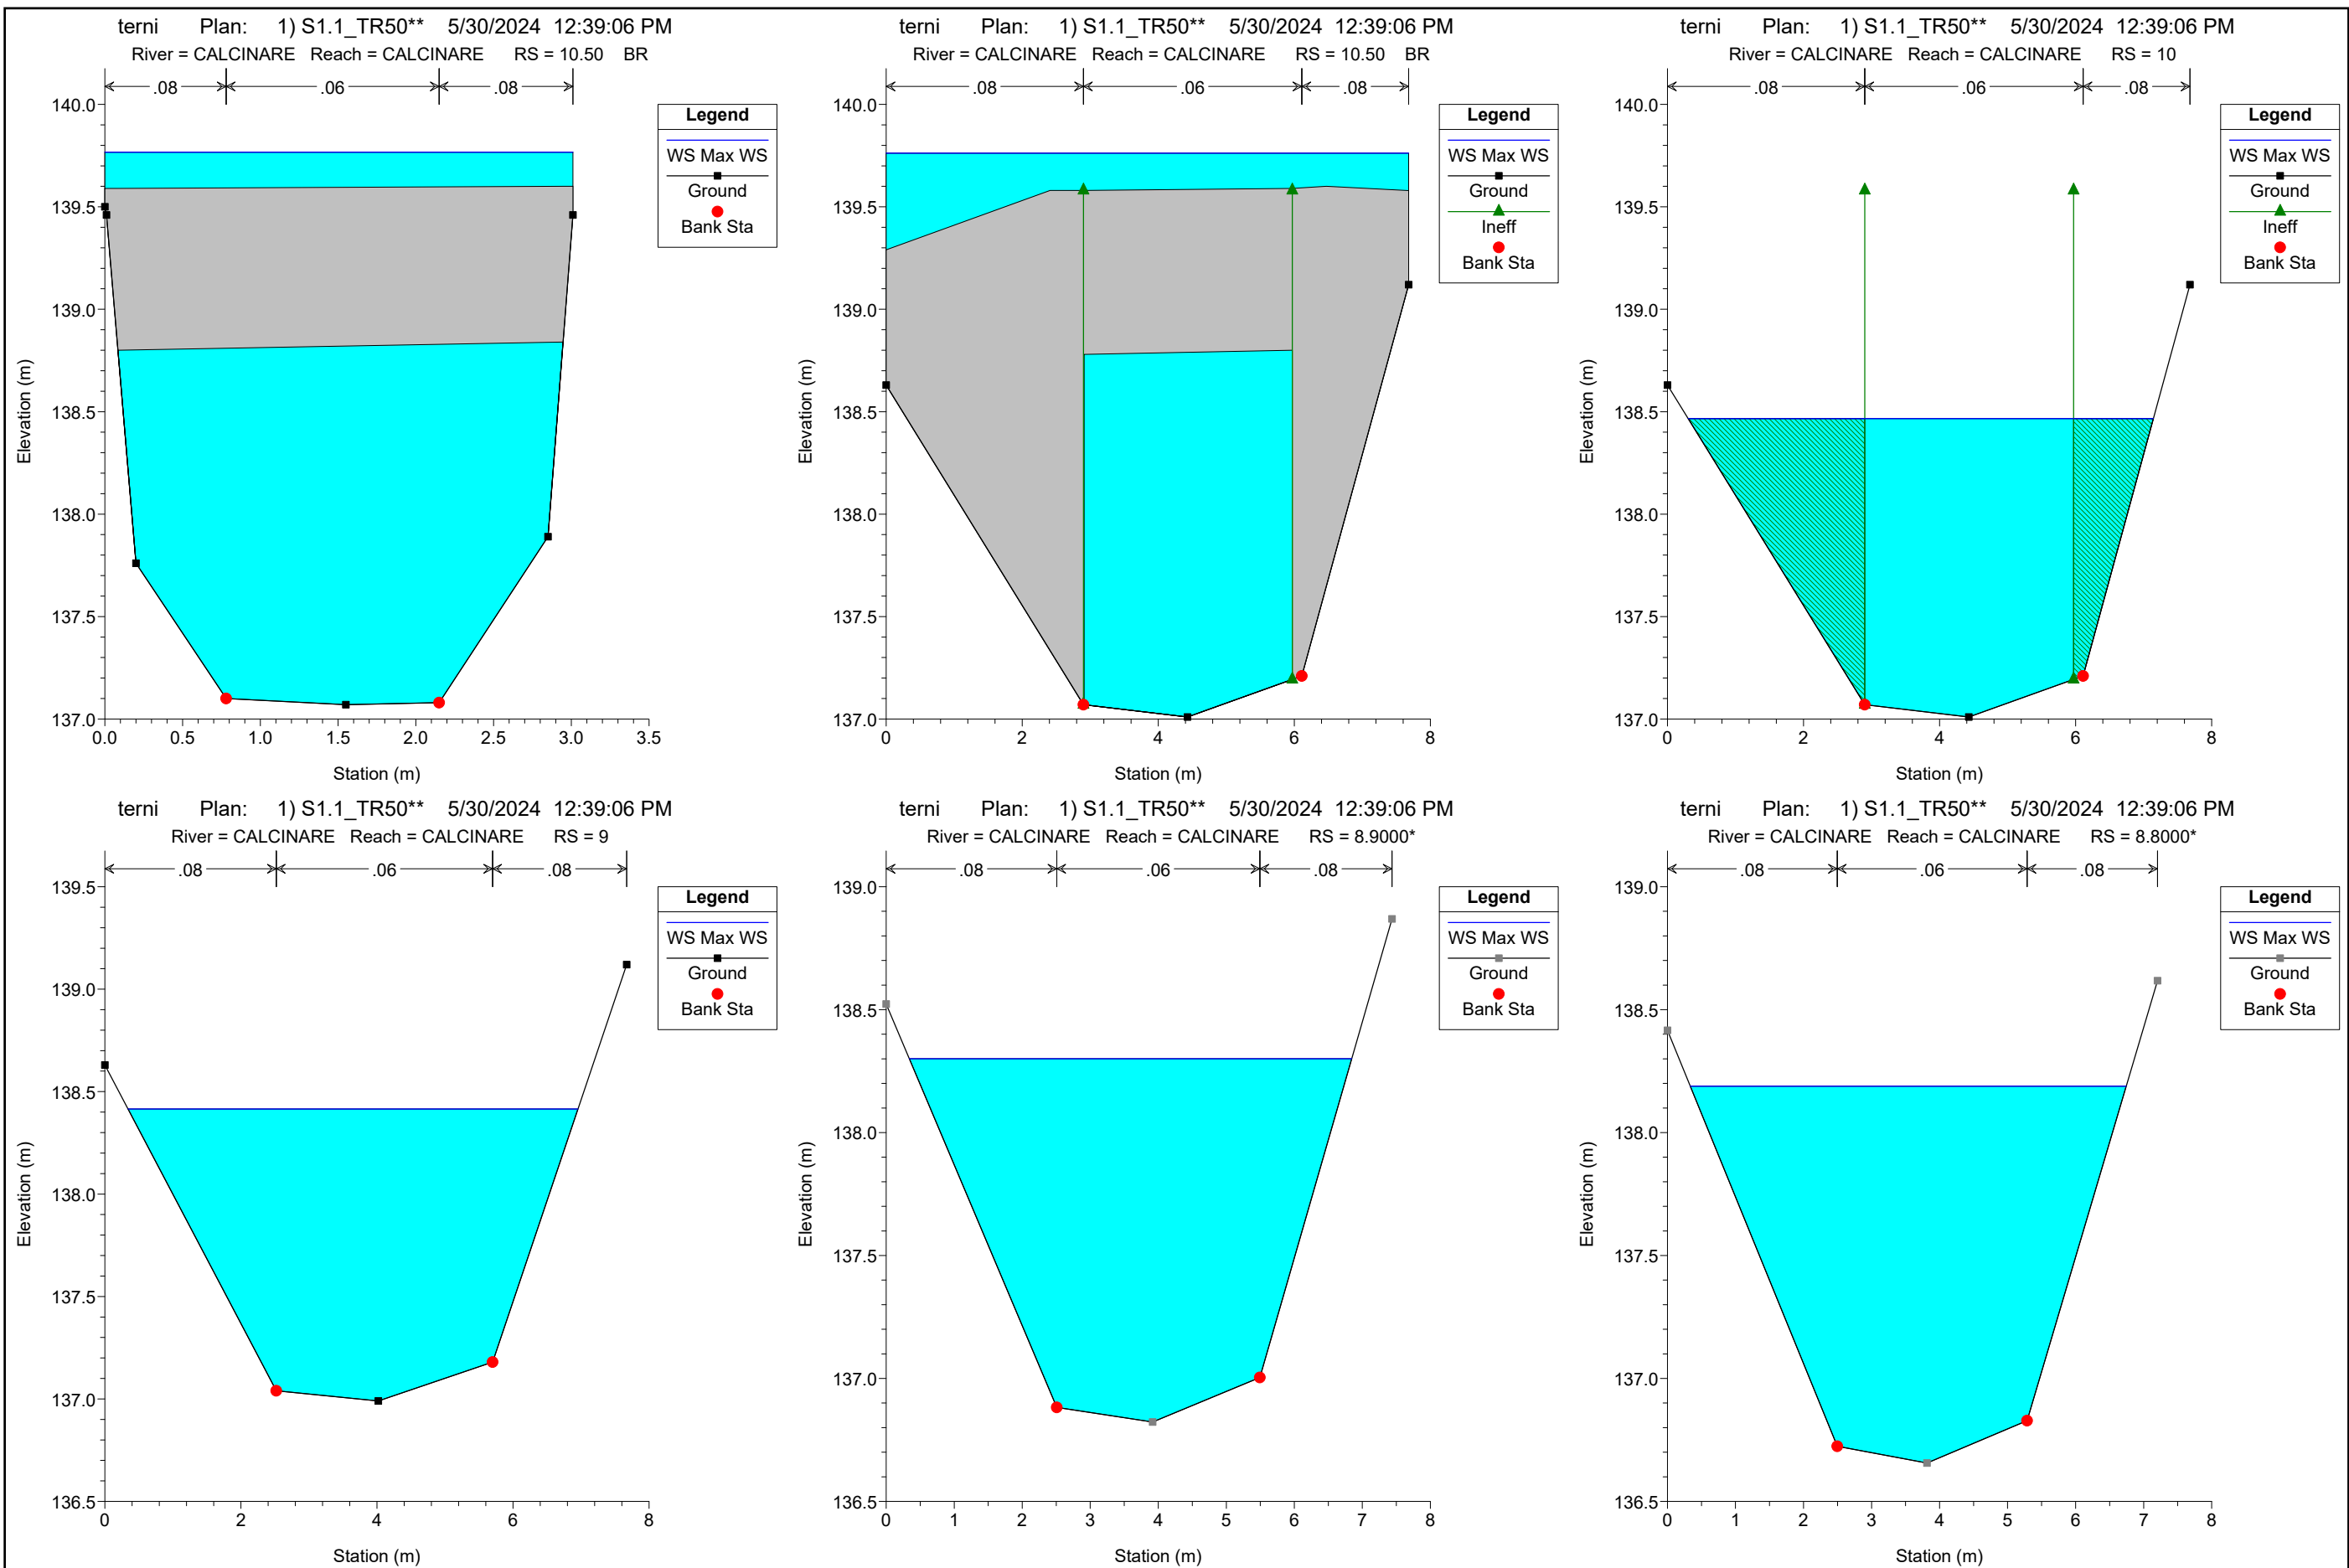 terni Plan: 1) S1.1_TR50** 5/30/2024 12:39:06 PM
River = CALCINARE Reach = CALCINARE RS = 10.50 BR
.08 .06 .08
140.0
139.5
139.0
138.5
138.0
137.5
137.0
0.0 0.5 1.0 1.5 2.0 2.5 3.0 3.5
Station (m)
Elevation (m)
Legend
WS Max WS
Ground
Bank Sta
terni Plan: 1) S1.1_TR50** 5/30/2024 12:39:06 PM
River = CALCINARE Reach = CALCINARE RS = 10.50 BR
.08 .06 .08
140.0
139.5
139.0
138.5
138.0
137.5
137.0
0 2 4 6 8
Station (m)
Elevation (m)
Legend
WS Max WS
Ground
Ineff
Bank Sta
terni Plan: 1) S1.1_TR50** 5/30/2024 12:39:06 PM
River = CALCINARE Reach = CALCINARE RS = 10
.08 .06 .08
140.0
139.5
139.0
138.5
138.0
137.5
137.0
0 2 4 6 8
Station (m)
Elevation (m)
Legend
WS Max WS
Ground
Ineff
Bank Sta
terni Plan: 1) S1.1_TR50** 5/30/2024 12:39:06 PM
River = CALCINARE Reach = CALCINARE RS = 9
.08 .06 .08
139.5
139.0
138.5
138.0
137.5
137.0
136.5
0 2 4 6 8
Station (m)
Elevation (m)
Legend
WS Max WS
Ground
Bank Sta
terni Plan: 1) S1.1_TR50** 5/30/2024 12:39:06 PM
River = CALCINARE Reach = CALCINARE RS = 8.9000*
.08 .06 .08
139.0
138.5
138.0
137.5
137.0
136.5
0 1 2 3 4 5 6 7 8
Station (m)
Elevation (m)
Legend
WS Max WS
Ground
Bank Sta
terni Plan: 1) S1.1_TR50** 5/30/2024 12:39:06 PM
River = CALCINARE Reach = CALCINARE RS = 8.8000*
.08 .06 .08
139.0
138.5
138.0
137.5
137.0
136.5
0 1 2 3 4 5 6 7 8
Station (m)
Elevation (m)
Legend
WS Max WS
Ground
Bank Sta